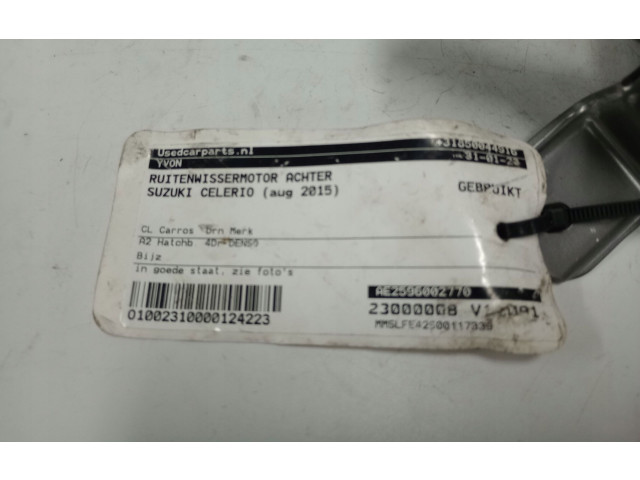 Usedcarparts.nl
YVON
RUITENWISSERMOTOR ACHTER
SUZUKI CELERIO (aug 2015) GEBRUIKT
CL Carros Drn Merk
A2 Hatchb 4Dr
Bijz
in goede staat. zie foto's
AE2596002770
01002310000124223